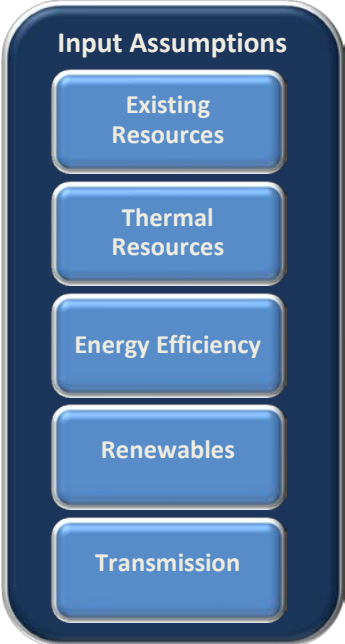 Input Assumptions
Existing
Resources
Thermal
Resources
Energy Efficiency
Renewables
Transmission